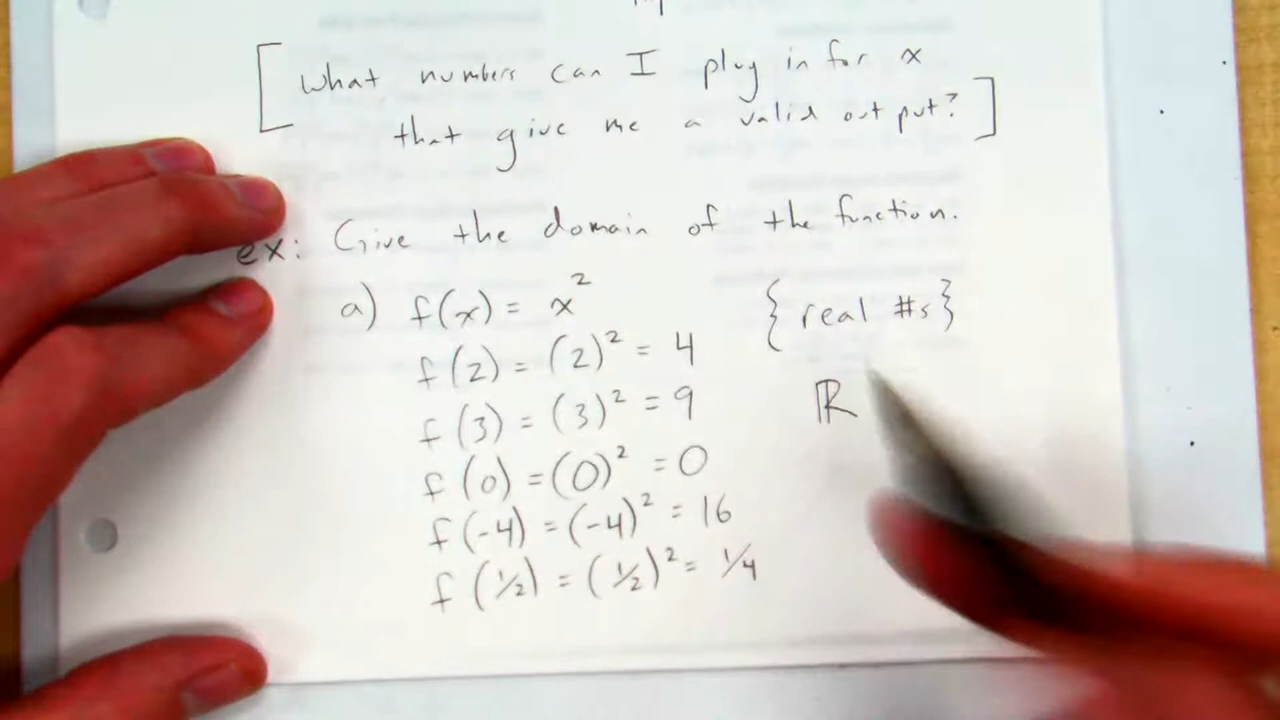 [ What numbers can I plug in for x
that give me a valid output? ]
ex: Give the domain of the function.
a) f(x) = x² { real #s }
f(2) = (2)² = 4
f(3) = (3)² = 9 ℝ
f(0) = (0)² = 0
f(-4) = (-4)² = 16
f(½) = (½)² = ¼